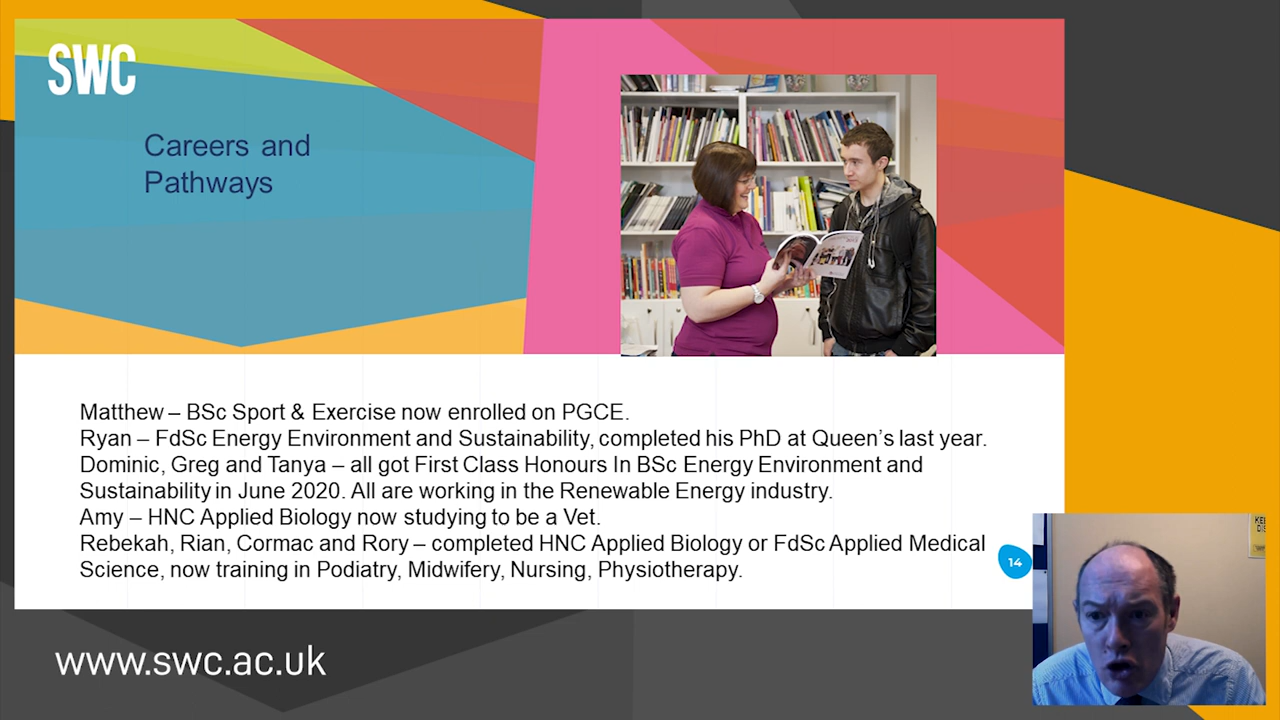 SWC
Careers and
Pathways
Matthew – BSc Sport & Exercise now enrolled on PGCE.
Ryan – FdSc Energy Environment and Sustainability, completed his PhD at Queen’s last year.
Dominic, Greg and Tanya – all got First Class Honours In BSc Energy Environment and
Sustainability in June 2020. All are working in the Renewable Energy industry.
Amy – HNC Applied Biology now studying to be a Vet.
Rebekah, Rian, Cormac and Rory – completed HNC Applied Biology or FdSc Applied Medical
Science, now training in Podiatry, Midwifery, Nursing, Physiotherapy.
14
www.swc.ac.uk